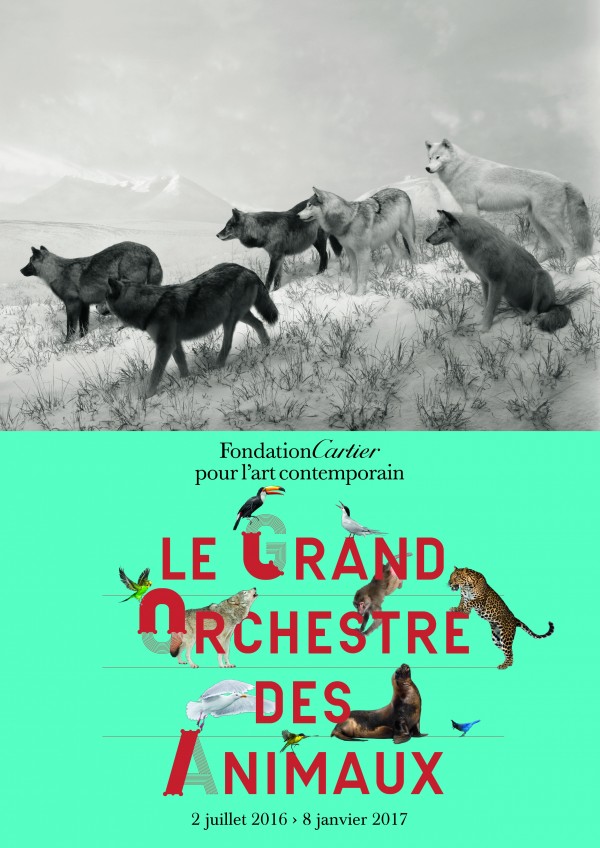 Fondation Cartier
pour l'art contemporain
LE GRAND
ORCHESTRE
DES
ANIMAUX
2 juillet 2016 › 8 janvier 2017